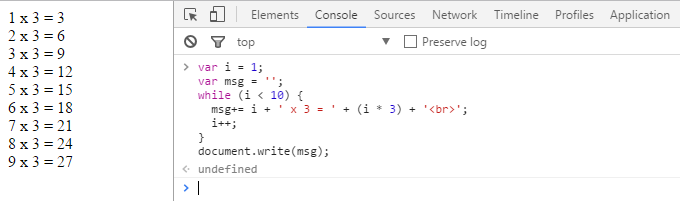 1 x 3 = 3
2 x 3 = 6
3 x 3 = 9
4 x 3 = 12
5 x 3 = 15
6 x 3 = 18
7 x 3 = 21
8 x 3 = 24
9 x 3 = 27
Elements Console Sources Network Timeline Profiles Application
top ▼ Preserve log
> var i = 1;
var msg = '';
while (i < 10) {
  msg+= i + ' x 3 = ' + (i * 3) + '<br>';
  i++;
}
document.write(msg);
undefined
>